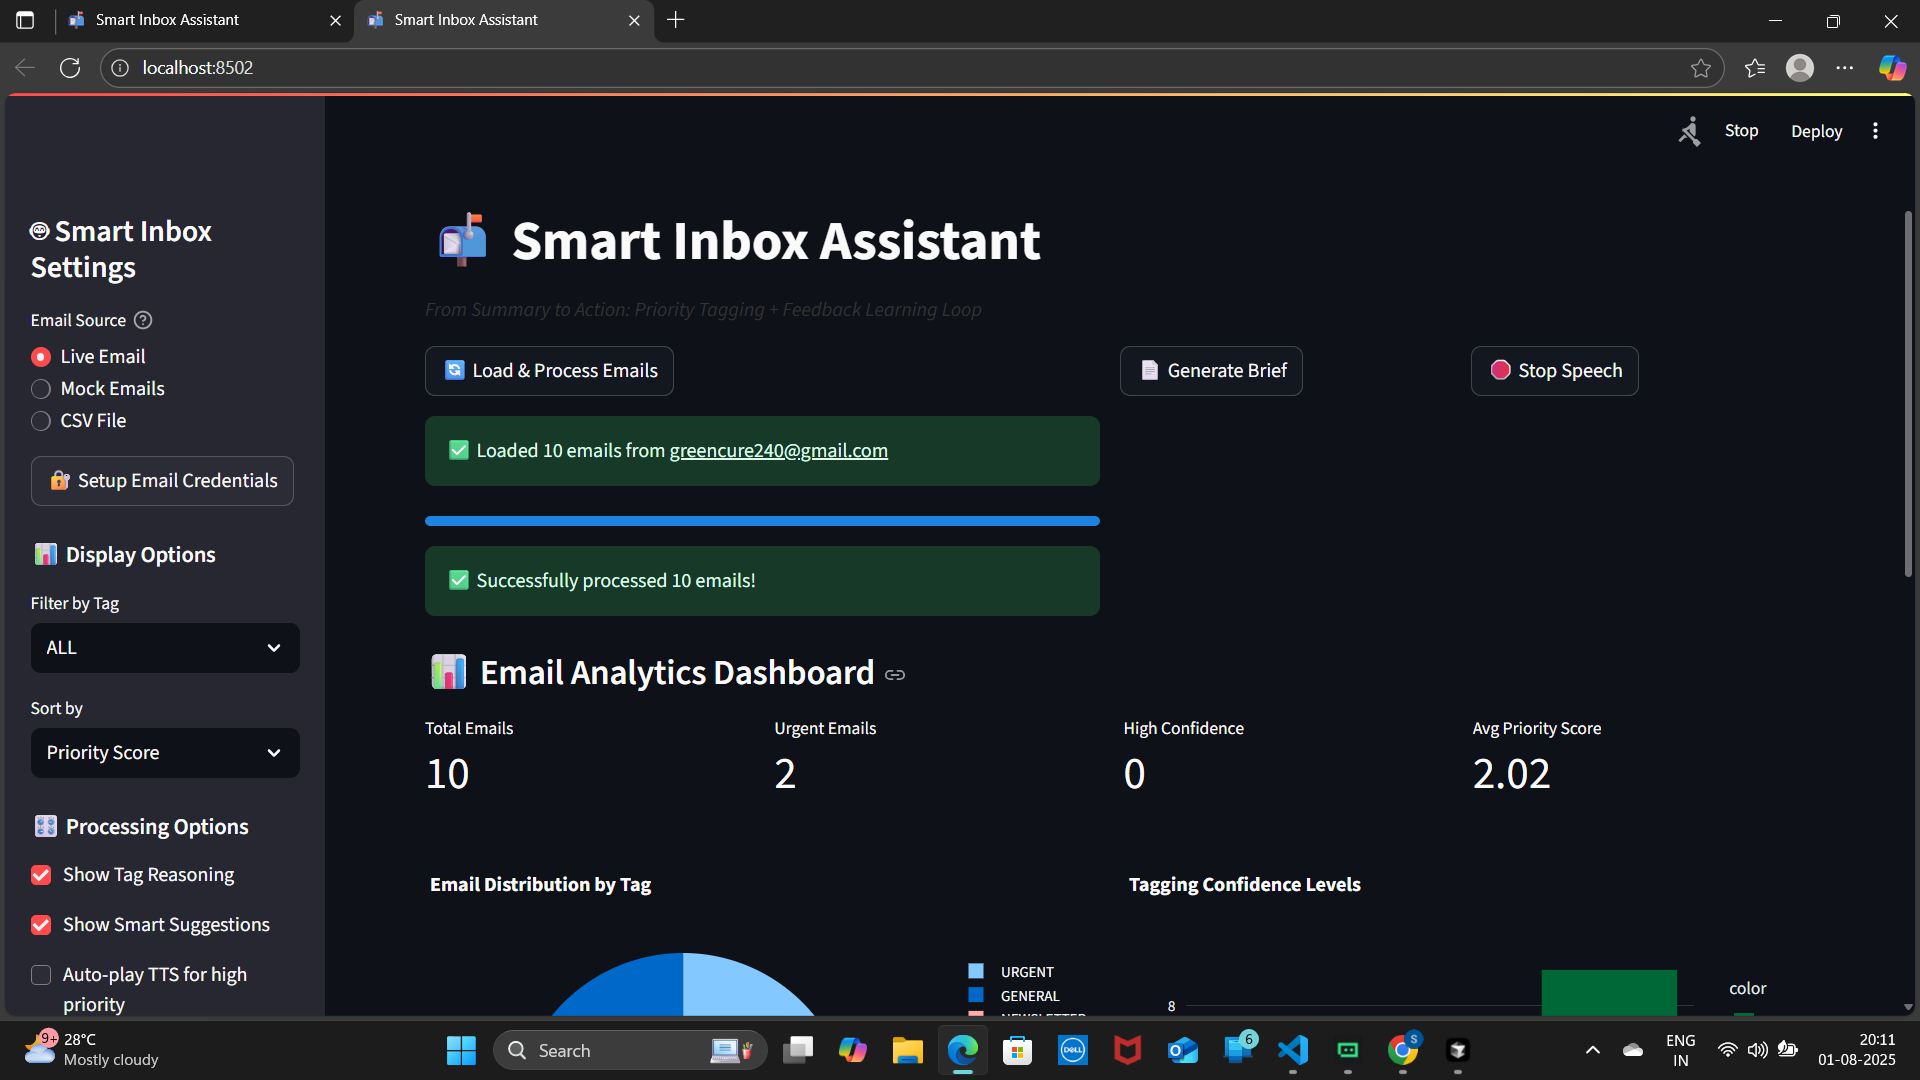 Smart Inbox Assistant
Smart Inbox Assistant
localhost:8502
Stop
Deploy
Smart Inbox
Settings
Email Source
Live Email
Mock Emails
CSV File
Setup Email Credentials
Display Options
Filter by Tag
ALL
Sort by
Priority Score
Processing Options
Show Tag Reasoning
Show Smart Suggestions
Auto-play TTS for high
priority
Smart Inbox Assistant
From Summary to Action: Priority Tagging + Feedback Learning Loop
Load & Process Emails
Generate Brief
Stop Speech
Loaded 10 emails from greencure240@gmail.com
Successfully processed 10 emails!
Email Analytics Dashboard
Total Emails
10
Urgent Emails
2
High Confidence
0
Avg Priority Score
2.02
Email Distribution by Tag
URGENT
GENERAL
NEWSLETTER
Tagging Confidence Levels
8
color
9+
28°C
Mostly cloudy
Search
DELL
6
S
ENG
IN
20:11
01-08-2025